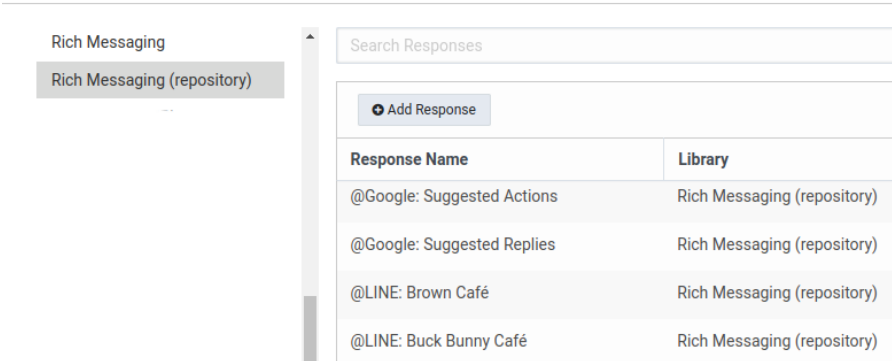 Rich Messaging
Rich Messaging (repository)
Search Responses
Add Response
Response Name Library
@Google: Suggested Actions Rich Messaging (repository)
@Google: Suggested Replies Rich Messaging (repository)
@LINE: Brown Café Rich Messaging (repository)
@LINE: Buck Bunny Café Rich Messaging (repository)